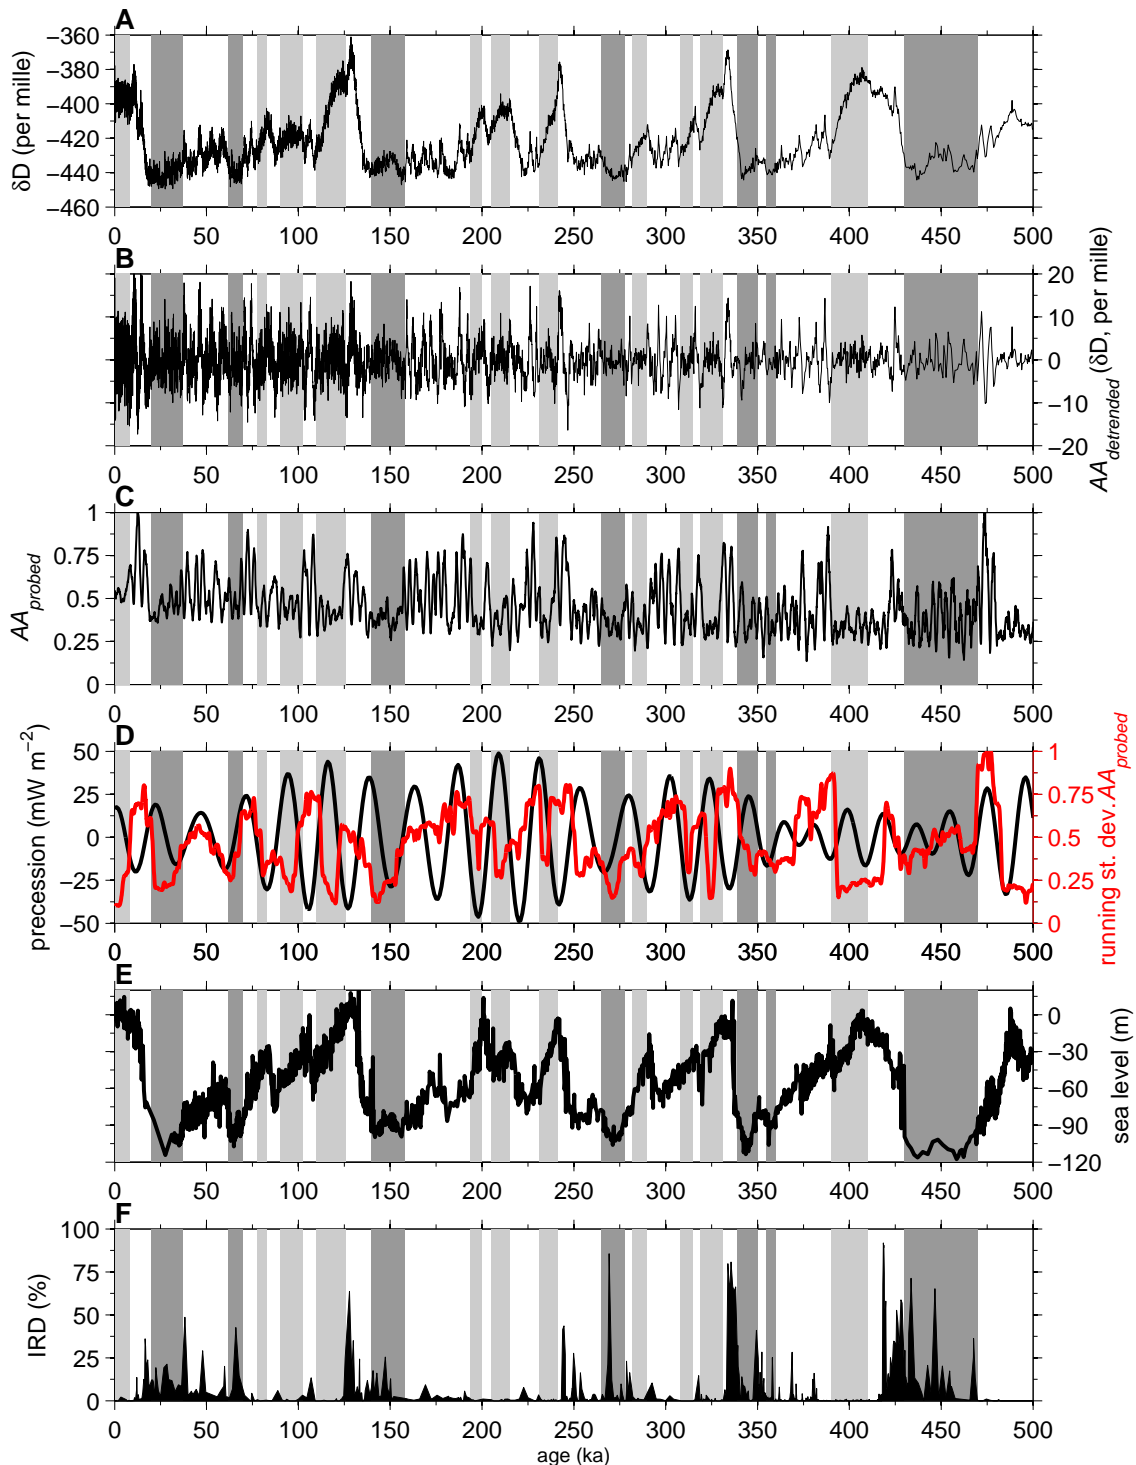 A
δD (per mille)
−360
−380
−400
−420
−440
−460
0 50 100 150 200 250 300 350 400 450 500
B
AAdetrended (δD, per mille)
20
10
0
−10
−20
0 50 100 150 200 250 300 350 400 450 500
C
AAprobed
1
0.75
0.5
0.25
0
0 50 100 150 200 250 300 350 400 450 500
D
precession (mW m−2)
50
25
0
−25
−50
running st. dev. AAprobed
1
0.75
0.5
0.25
0
0 50 100 150 200 250 300 350 400 450 500
E
sea level (m)
0
−30
−60
−90
−120
0 50 100 150 200 250 300 350 400 450 500
F
IRD (%)
100
75
50
25
0
0 50 100 150 200 250 300 350 400 450 500
age (ka)